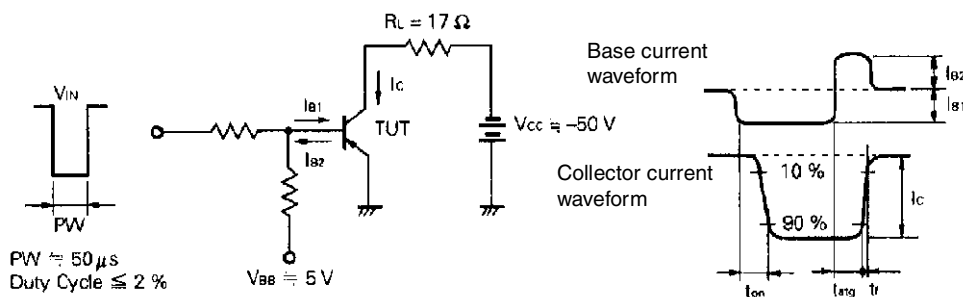 RL = 17 Ω
VIN
IB1
IC
TUT
IB2
VCC ≒ –50 V
PW
PW ≒ 50 μs
Duty Cycle ≦ 2 %
VBB ≒ 5 V
Base current
waveform
IB2
IB1
Collector current
waveform
10 %
90 %
IC
ton
tstg
tf